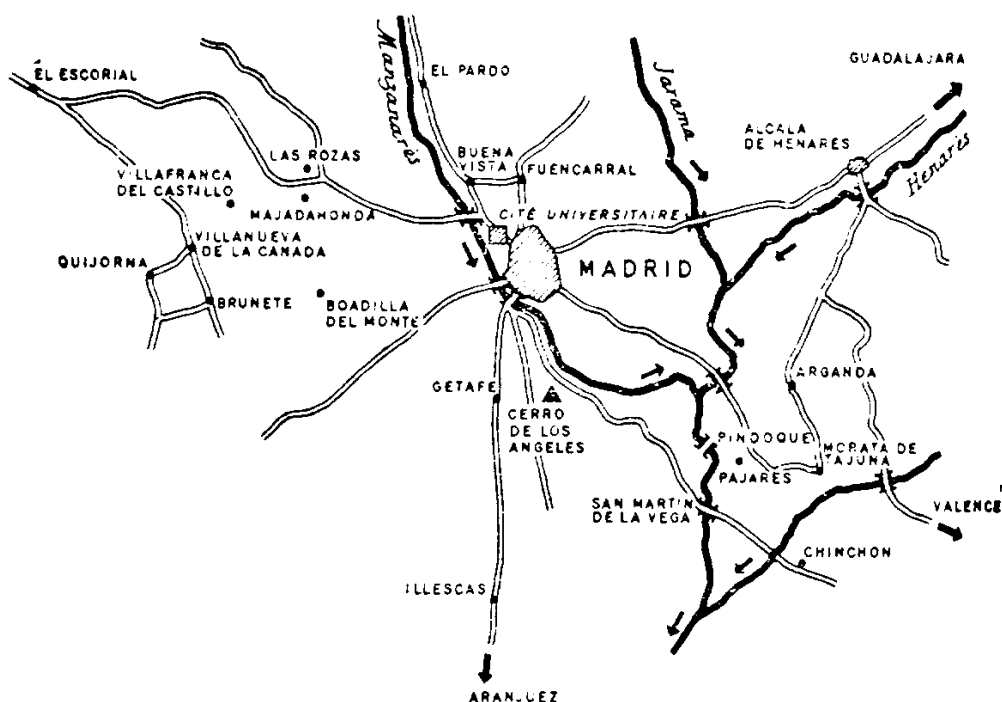 GUADALAJARA
EL ESCORIAL
EL PARDO
Manzanarès
Jarama
ALCALA
DE HENARÈS
Henarès
LAS ROZAS
BUENA
VISTA
FUENCARRAL
VILLAFRANCA
DEL CASTILLO
MAJADAHONDA
CITÉ UNIVERSITAIRE
VILLANUEVA
DE LA CANADA
QUIJORNA
MADRID
BRUNETE
BOADILLA
DEL MONTE
GETAFE
ARGANDA
CERRO
DE LOS
ANGELES
PINDOQUE
MORATA DE
TAJUNA
PAJARÈS
SAN MARTIN
DE LA VEGA
VALENCE
CHINCHON
ILLESCAS
ARANJUEZ